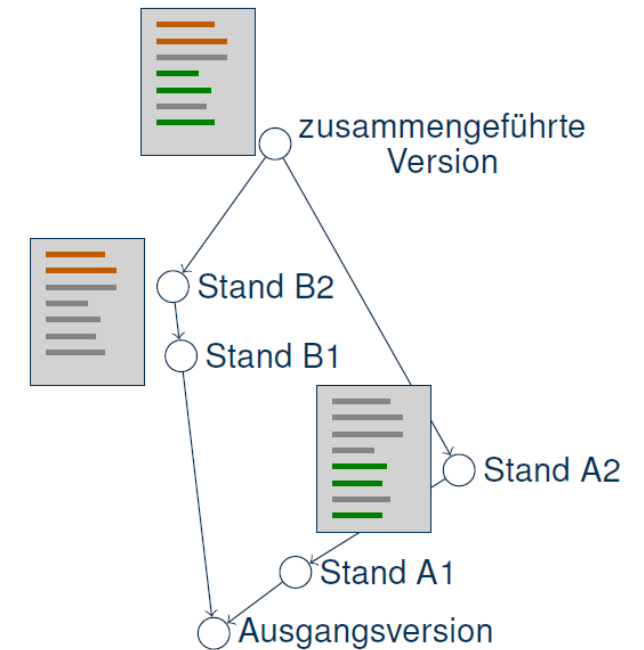 zusammengeführte
Version
Stand B2
Stand B1
Stand A2
Stand A1
Ausgangsversion